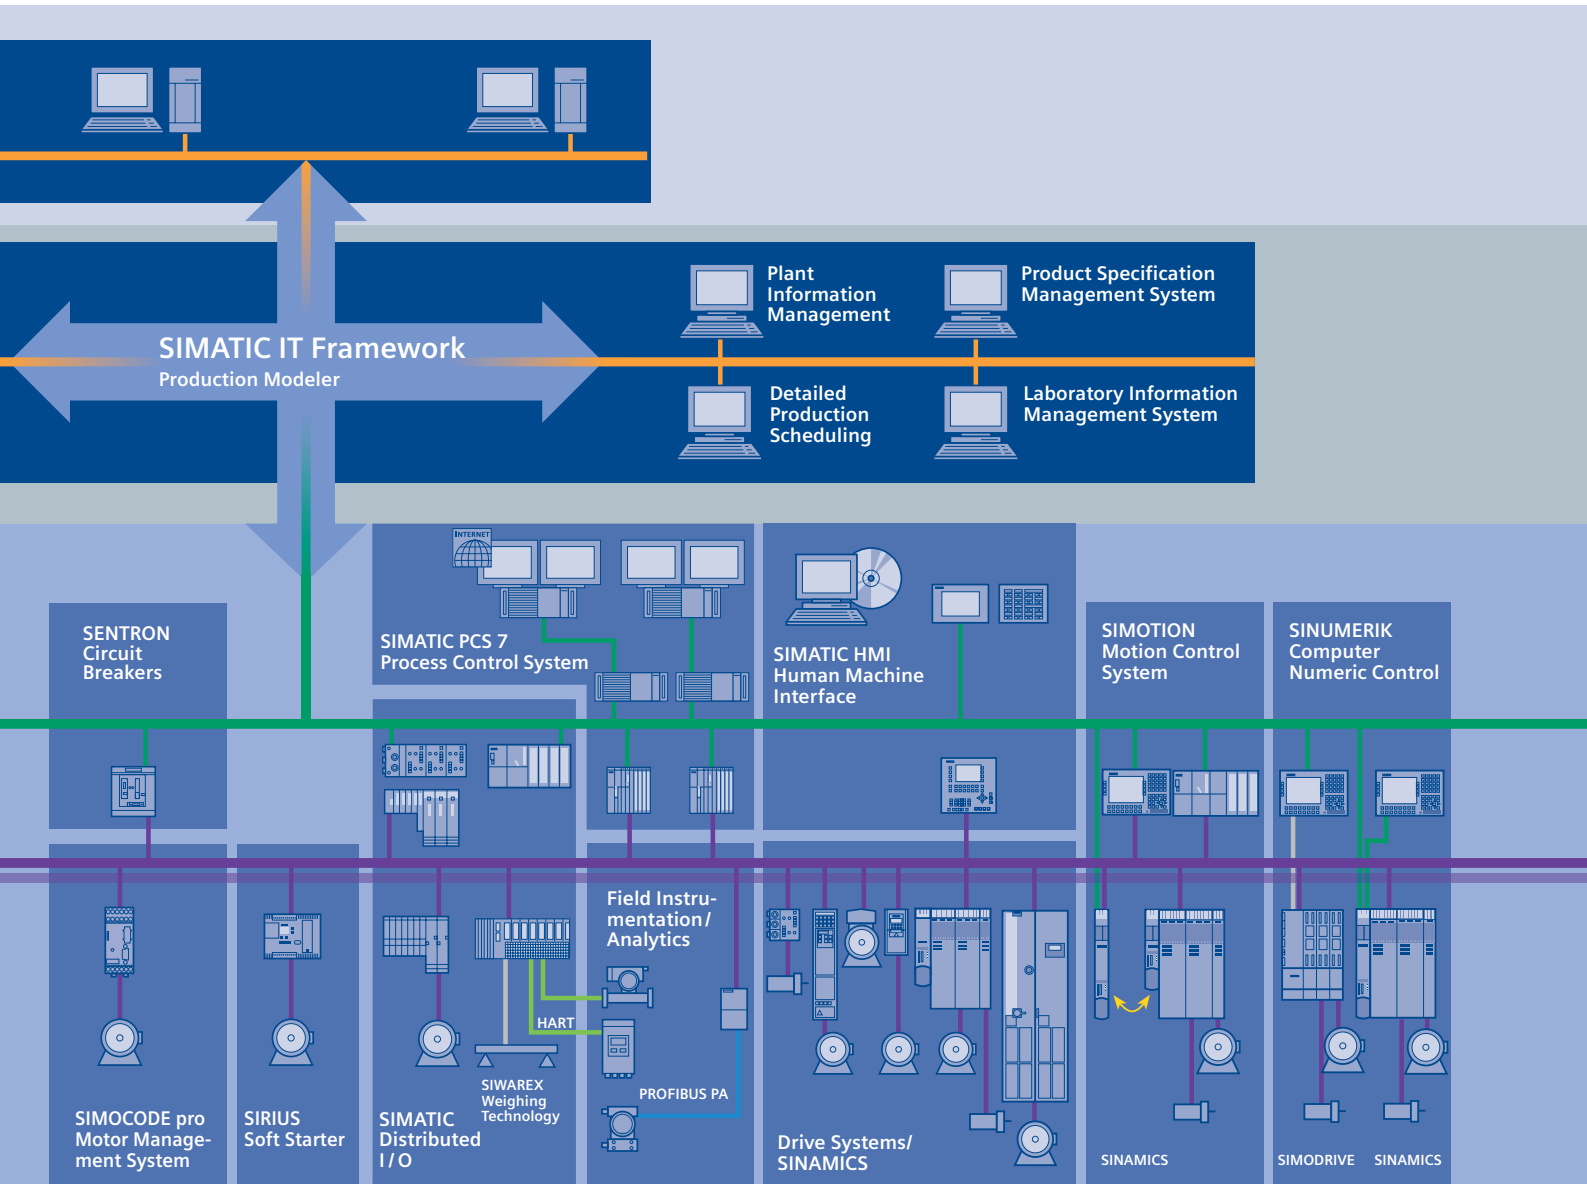 Plant
Information
Management
Product Specification
Management System
SIMATIC IT Framework
Production Modeler
Detailed
Production
Scheduling
Laboratory Information
Management System
INTERNET
SENTRON
Circuit
Breakers
SIMATIC PCS 7
Process Control System
SIMATIC HMI
Human Machine
Interface
SIMOTION
Motion Control
System
SINUMERIK
Computer
Numeric Control
Field Instru-
mentation/
Analytics
HART
PROFIBUS PA
SIWAREX
Weighing
Technology
SIMOCODE pro
Motor Manage-
ment System
SIRIUS
Soft Starter
SIMATIC
Distributed
I/O
Drive Systems/
SINAMICS
SINAMICS
SIMODRIVE
SINAMICS